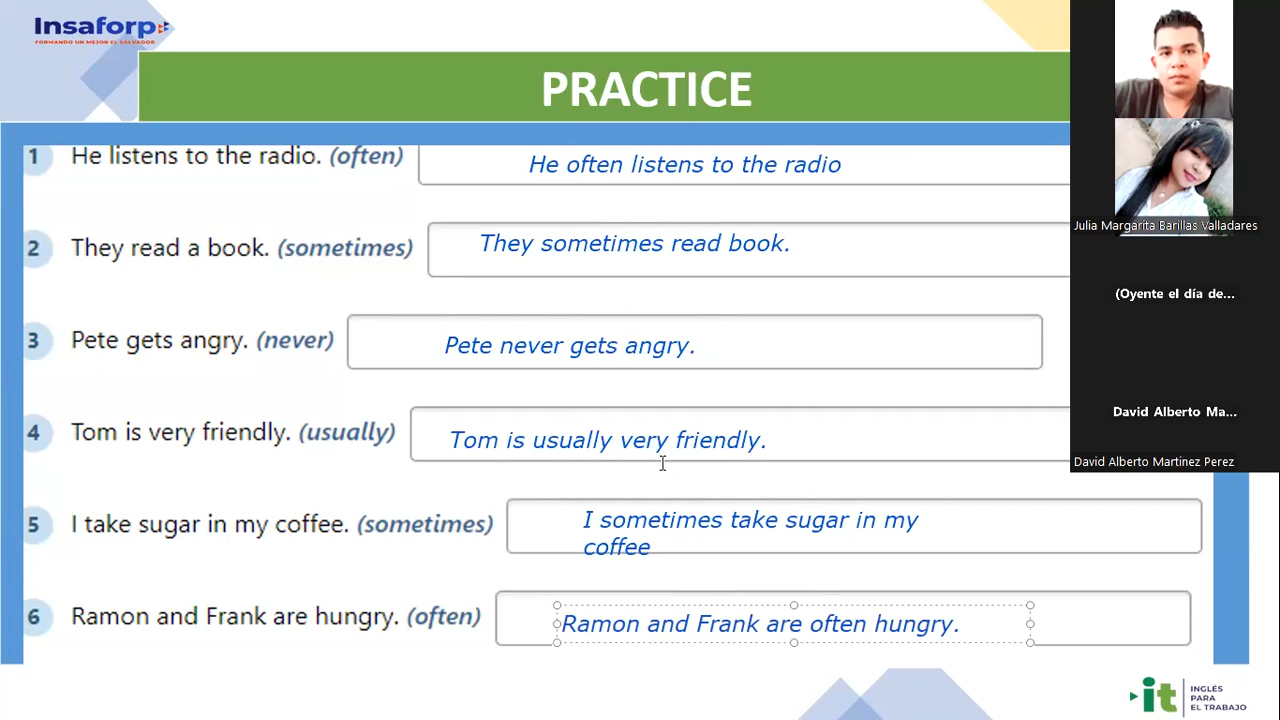 Insaforp
FORMANDO UN MEJOR EL SALVADOR
PRACTICE
1 He listens to the radio. (often) He often listens to the radio
2 They read a book. (sometimes) They sometimes read book.
3 Pete gets angry. (never) Pete never gets angry.
4 Tom is very friendly. (usually) Tom is usually very friendly.
5 I take sugar in my coffee. (sometimes) I sometimes take sugar in my
coffee
6 Ramon and Frank are hungry. (often) Ramon and Frank are often hungry.
Julia Margarita Barillas Valladares
(Oyente el día de...
David Alberto Ma...
David Alberto Martinez Perez
it
INGLÉS
PARA
EL TRABAJO